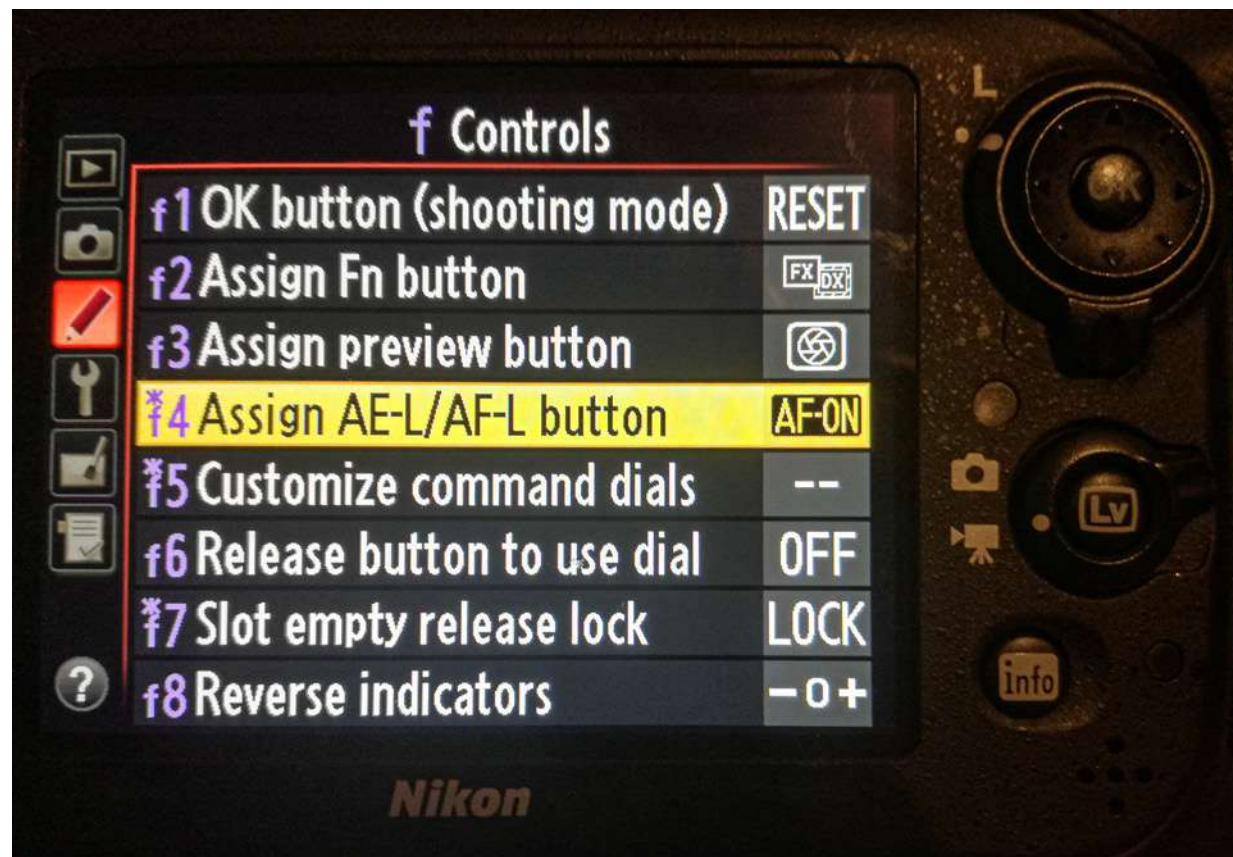 f Controls
f1 OK button (shooting mode) RESET
f2 Assign Fn button FX DX
f3 Assign preview button
*f4 Assign AE-L/AF-L button AF-ON
*f5 Customize command dials --
f6 Release button to use dial OFF
*f7 Slot empty release lock LOCK
f8 Reverse indicators -0+
?
L
OK
Lv
info
Nikon